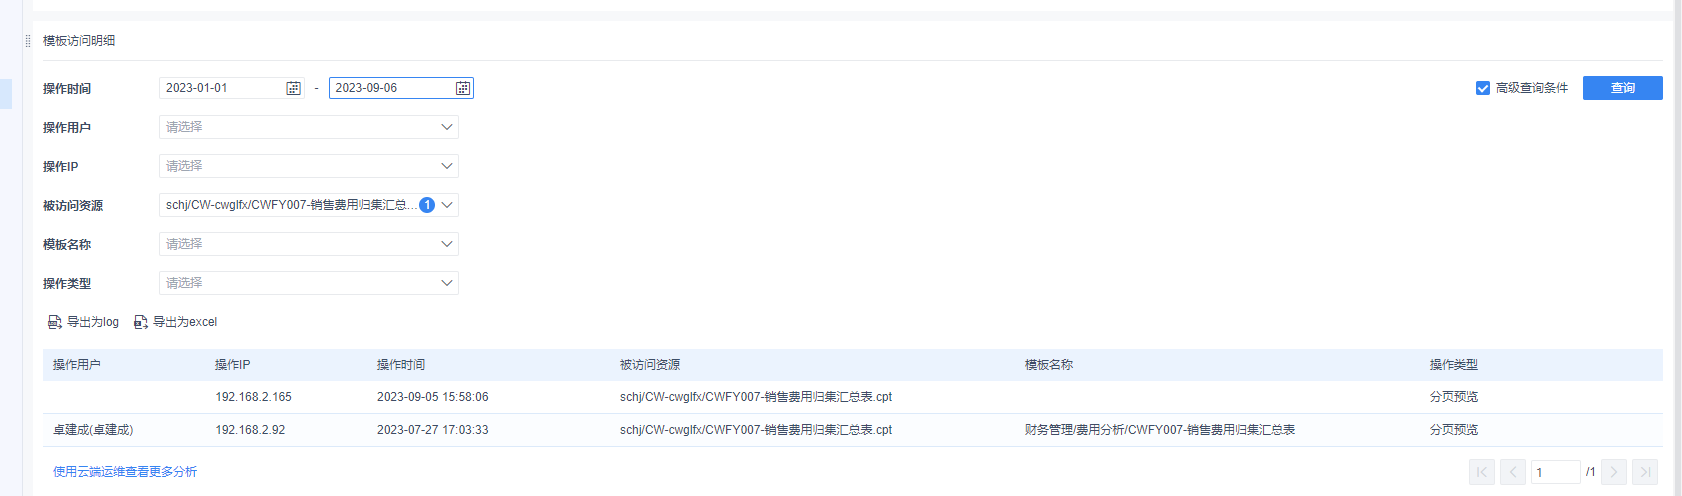 模板访问明细
操作时间 2023-01-01 - 2023-09-06 高级查询条件 查询
操作用户 请选择
操作IP 请选择
被访问资源 schj/CW-cwglfx/CWFY007-销售费用归集汇总... 1
模板名称 请选择
操作类型 请选择
导出为log 导出为excel
操作用户 操作IP 操作时间 被访问资源 模板名称 操作类型
192.168.2.165 2023-09-05 15:58:06 schj/CW-cwglfx/CWFY007-销售费用归集汇总表.cpt 分页预览
卓建成(卓建成) 192.168.2.92 2023-07-27 17:03:33 schj/CW-cwglfx/CWFY007-销售费用归集汇总表.cpt 财务管理/费用分析/CWFY007-销售费用归集汇总表 分页预览
使用云端运维查看更多分析 1 /1